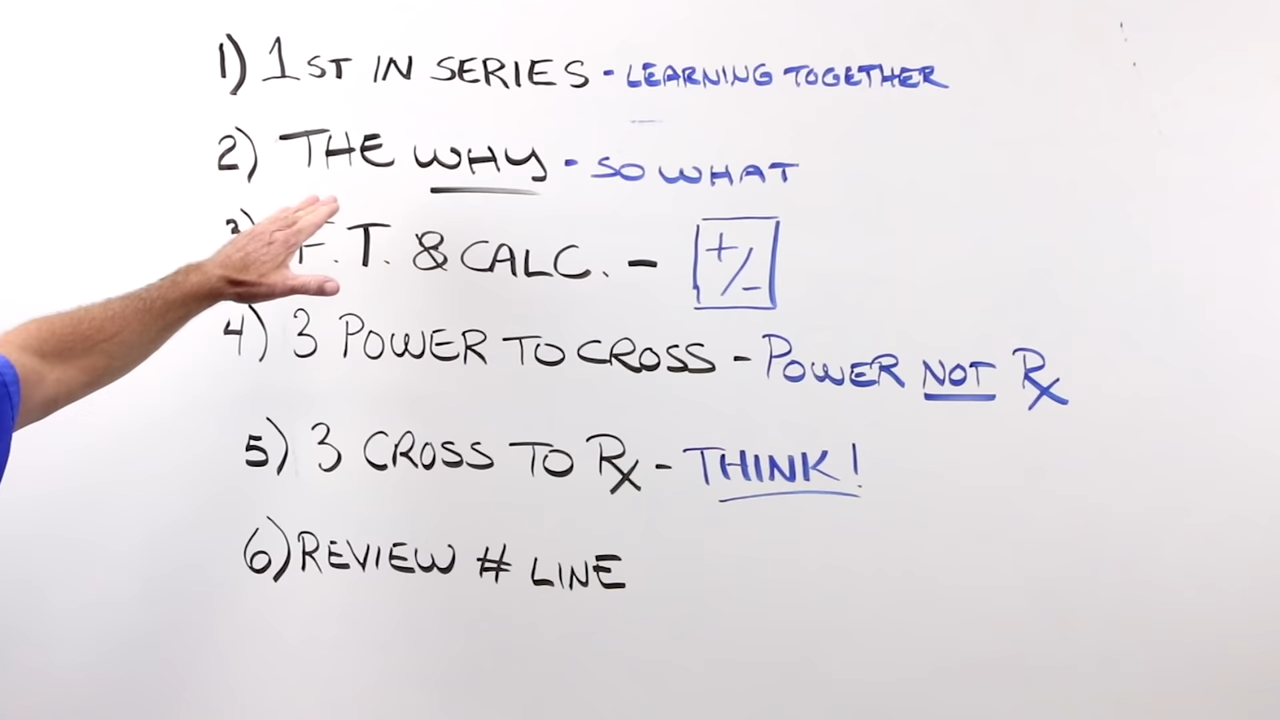 1) 1ST IN SERIES - LEARNING TOGETHER
2) THE WHY - SO WHAT
3) F.T. & CALC. - +/-
4) 3 POWER TO CROSS - POWER NOT Rx
5) 3 CROSS TO Rx - THINK!
6) REVIEW # LINE